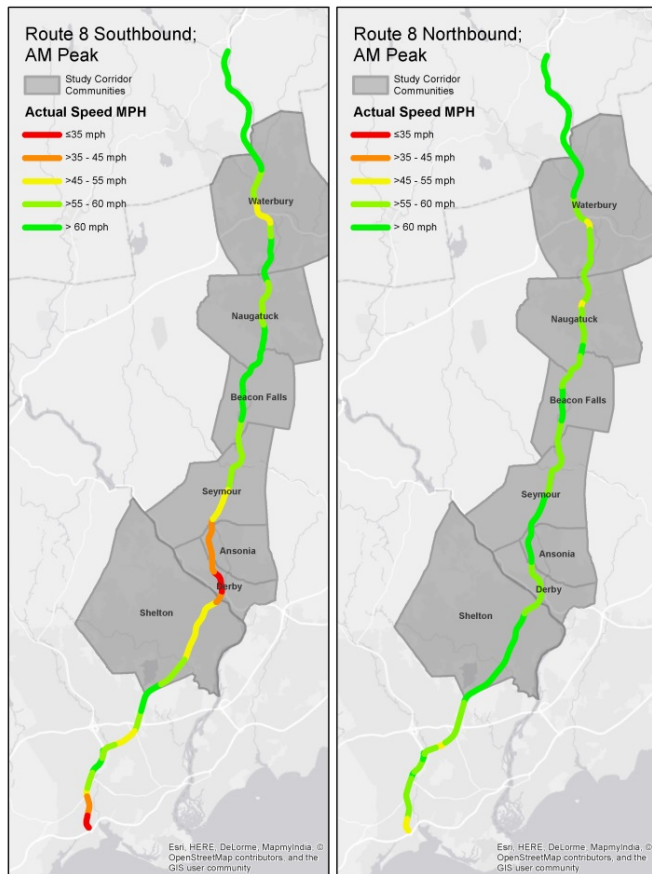 Route 8 Southbound;
AM Peak
Study Corridor
Communities
Actual Speed MPH
≤35 mph
>35 - 45 mph
>45 - 55 mph
>55 - 60 mph
> 60 mph
Waterbury
Naugatuck
Beacon Falls
Seymour
Ansonia
Derby
Shelton
Esri, HERE, DeLorme, MapmyIndia, ©
OpenStreetMap contributors, and the
GIS user community
Route 8 Northbound;
AM Peak
Study Corridor
Communities
Actual Speed MPH
≤35 mph
>35 - 45 mph
>45 - 55 mph
>55 - 60 mph
> 60 mph
Waterbury
Naugatuck
Beacon Falls
Seymour
Ansonia
Derby
Shelton
Esri, HERE, DeLorme, MapmyIndia, ©
OpenStreetMap contributors, and the
GIS user community